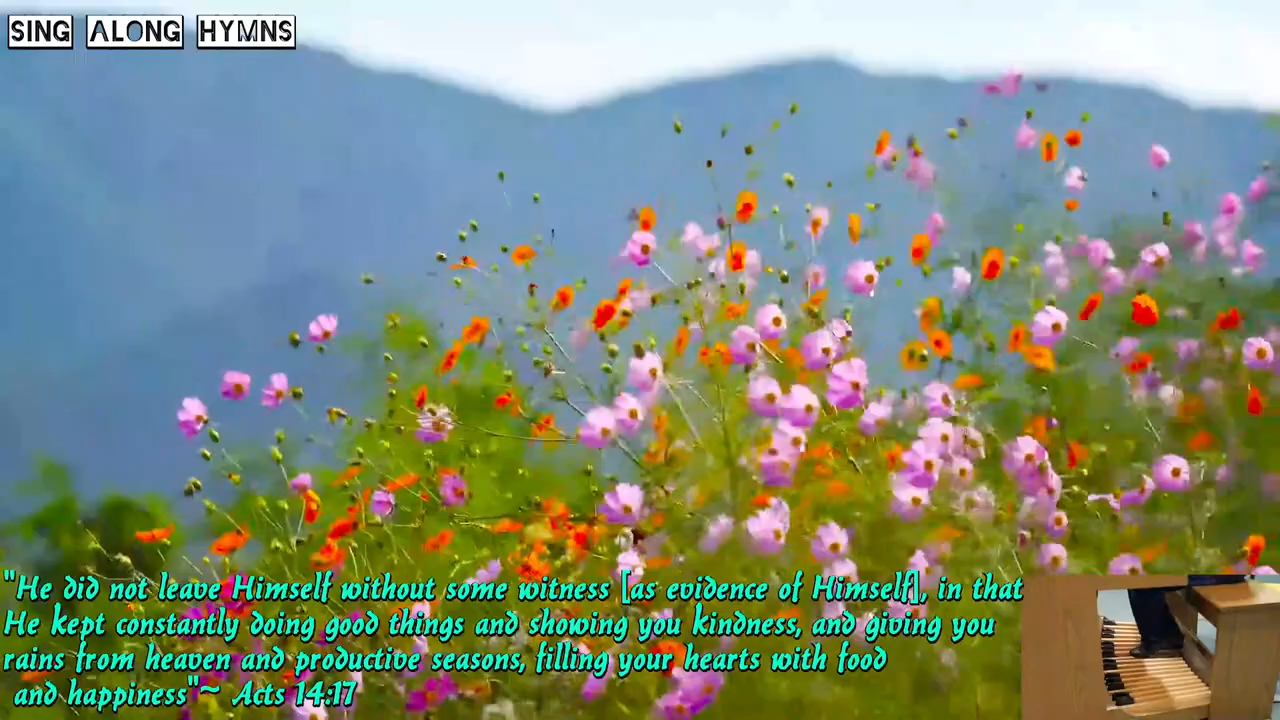 SING ALONG HYMNS
"He did not leave Himself without some witness [as evidence of Himself], in that
He kept constantly doing good things and showing you kindness, and giving you
rains from heaven and productive seasons, filling your hearts with food
and happiness"~ Acts 14:17